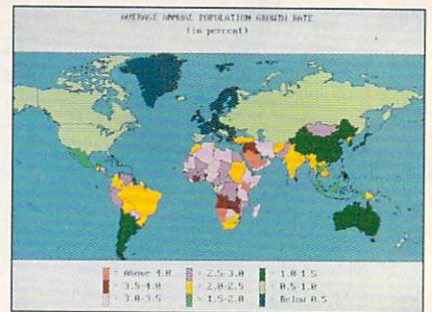 AVERAGE ANNUAL POPULATION GROWTH RATE
(in percent)
= Above 4.0
= 3.5-4.0
= 3.0-3.5
= 2.5-3.0
= 2.0-2.5
= 1.5-2.0
= 1.0-1.5
= 0.5-1.0
Below 0.5